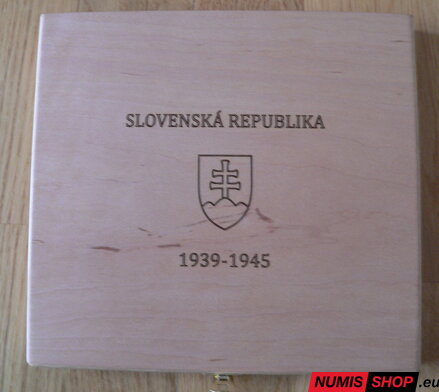 SLOVENSKÁ REPUBLIKA
1939-1945
NUMIS SHOP.eu